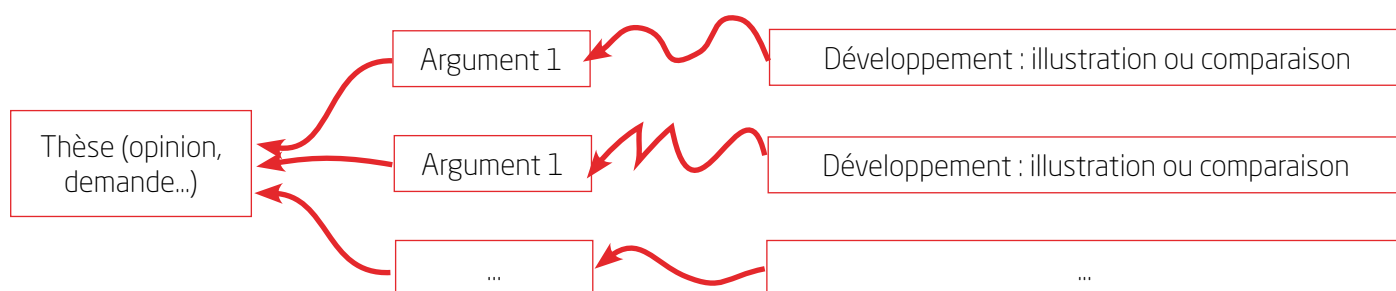 Argument 1
Développement : illustration ou comparaison
Thèse (opinion,
demande...)
Argument 1
Développement : illustration ou comparaison
...
...